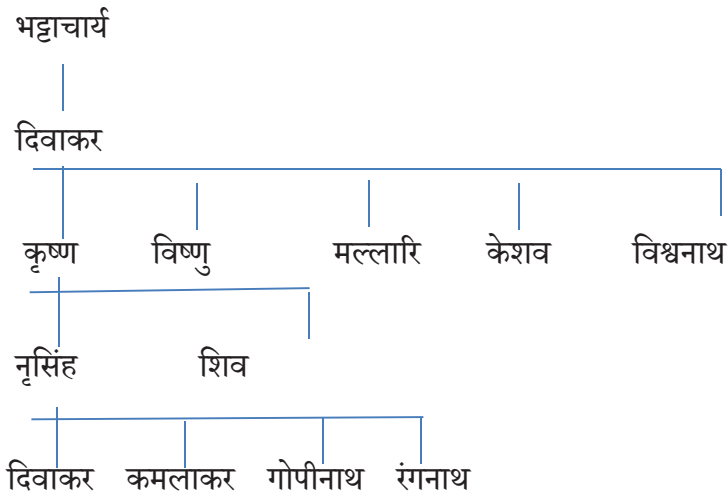 भट्टाचार्य
दिवाकर
कृष्ण विष्णु मल्लारि केशव विश्वनाथ
नृसिंह शिव
दिवाकर कमलाकर गोपीनाथ रंगनाथ